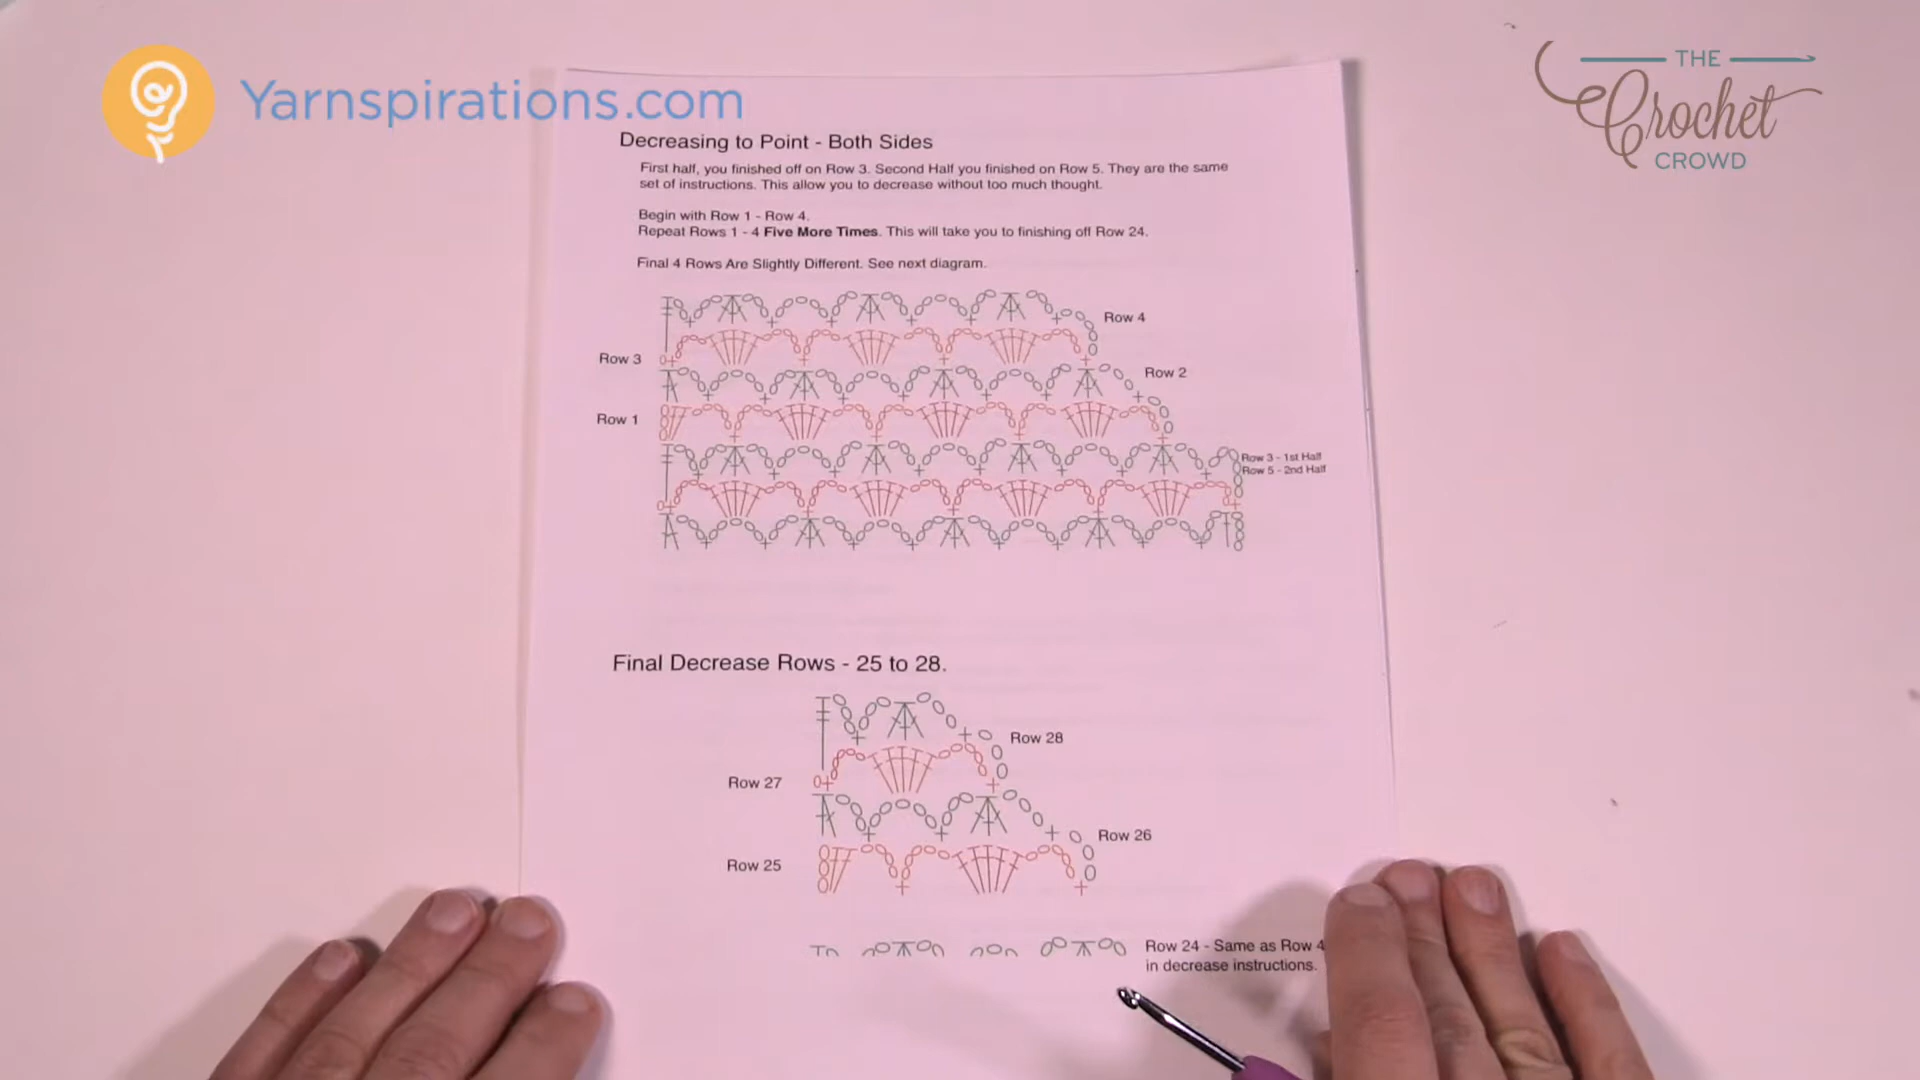 Yarnspirations.com
THE
Crochet
CROWD
Decreasing to Point - Both Sides
First half, you finished off on Row 3. Second Half you finished on Row 5. They are the same
set of instructions. This allow you to decrease without too much thought.
Begin with Row 1 - Row 4.
Repeat Rows 1 - 4 Five More Times. This will take you to finishing off Row 24.
Final 4 Rows Are Slightly Different. See next diagram.
Row 4
Row 3
Row 2
Row 1
Row 3 - 1st Half
Row 5 - 2nd Half
Final Decrease Rows - 25 to 28.
Row 28
Row 27
Row 26
Row 25
Row 24 - Same as Row 4
in decrease instructions.